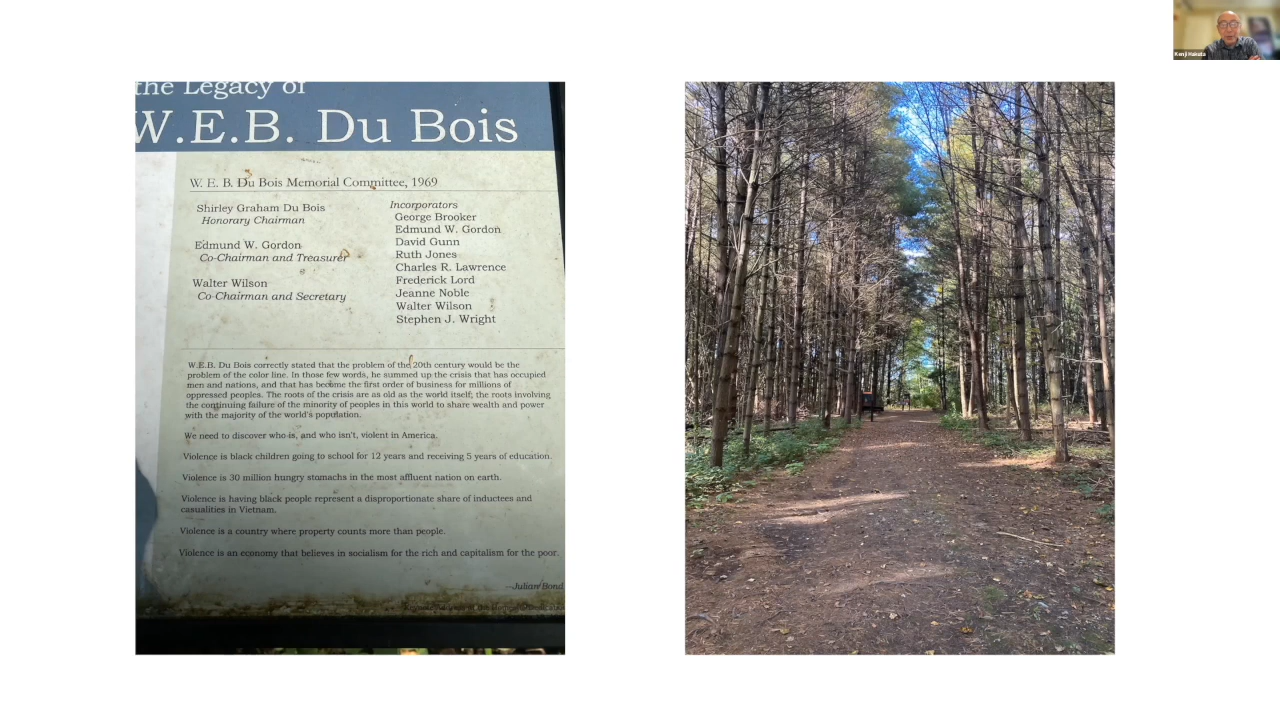 the Legacy of
W.E.B. Du Bois
W. E. B. Du Bois Memorial Committee, 1969
Shirley Graham Du Bois
Honorary Chairman
Edmund W. Gordon
Co-Chairman and Treasurer
Walter Wilson
Co-Chairman and Secretary
Incorporators
George Brooker
Edmund W. Gordon
David Gunn
Ruth Jones
Charles R. Lawrence
Frederick Lord
Jeanne Noble
Walter Wilson
Stephen J. Wright
W.E.B. Du Bois correctly stated that the problem of the 20th century would be the
problem of the color line. In those few words, he summed up the crisis that has occupied
men and nations, and that has become the first order of business for millions of
oppressed peoples. The roots of the crisis are as old as the world itself; the roots involving
the continuing failure of the minority of peoples in this world to share wealth and power
with the majority of the world's population.
We need to discover who is, and who isn't, violent in America.
Violence is black children going to school for 12 years and receiving 5 years of education.
Violence is 30 million hungry stomachs in the most affluent nation on earth.
Violence is having black people represent a disproportionate share of inductees and
casualities in Vietnam.
Violence is a country where property counts more than people.
Violence is an economy that believes in socialism for the rich and capitalism for the poor.
—Julian Bond
Kenji Hakuta